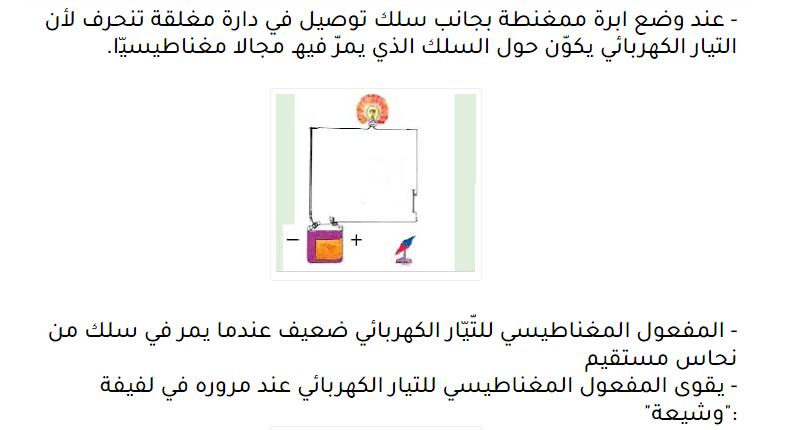 - عند وضع ابرة ممغنطة بجانب سلك توصيل في دارة مغلقة تنحرف لأن
التيار الكهربائي يكوّن حول السلك الذي يمرّ فيه مجالا مغناطيسيّا.
− +
- المفعول المغناطيسي للتّيّار الكهربائي ضعيف عندما يمر في سلك من
نحاس مستقيم
- يقوى المفعول المغناطيسي للتيار الكهربائي عند مروره في لفيفة
:"وشيعة"